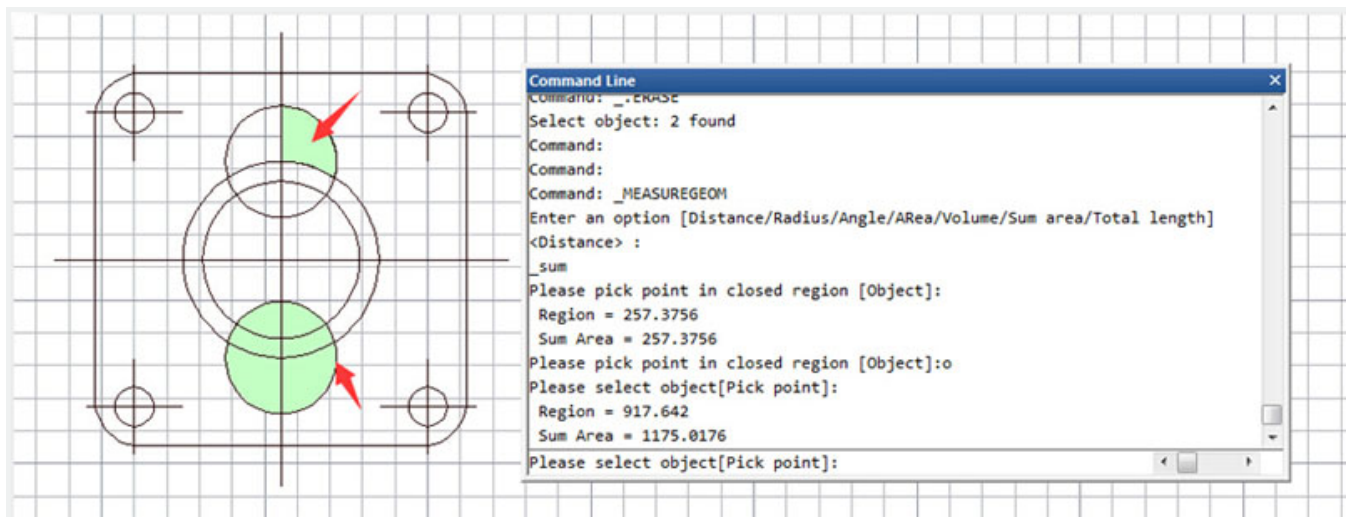 Command Line
Command: _.ERASE
Select object: 2 found
Command:
Command:
Command: _MEASUREGEOM
Enter an option [Distance/Radius/Angle/ARea/Volume/Sum area/Total length]
<Distance> :
_sum
Please pick point in closed region [Object]:
Region = 257.3756
Sum Area = 257.3756
Please pick point in closed region [Object]:o
Please select object[Pick point]:
Region = 917.642
Sum Area = 1175.0176
Please select object[Pick point]: